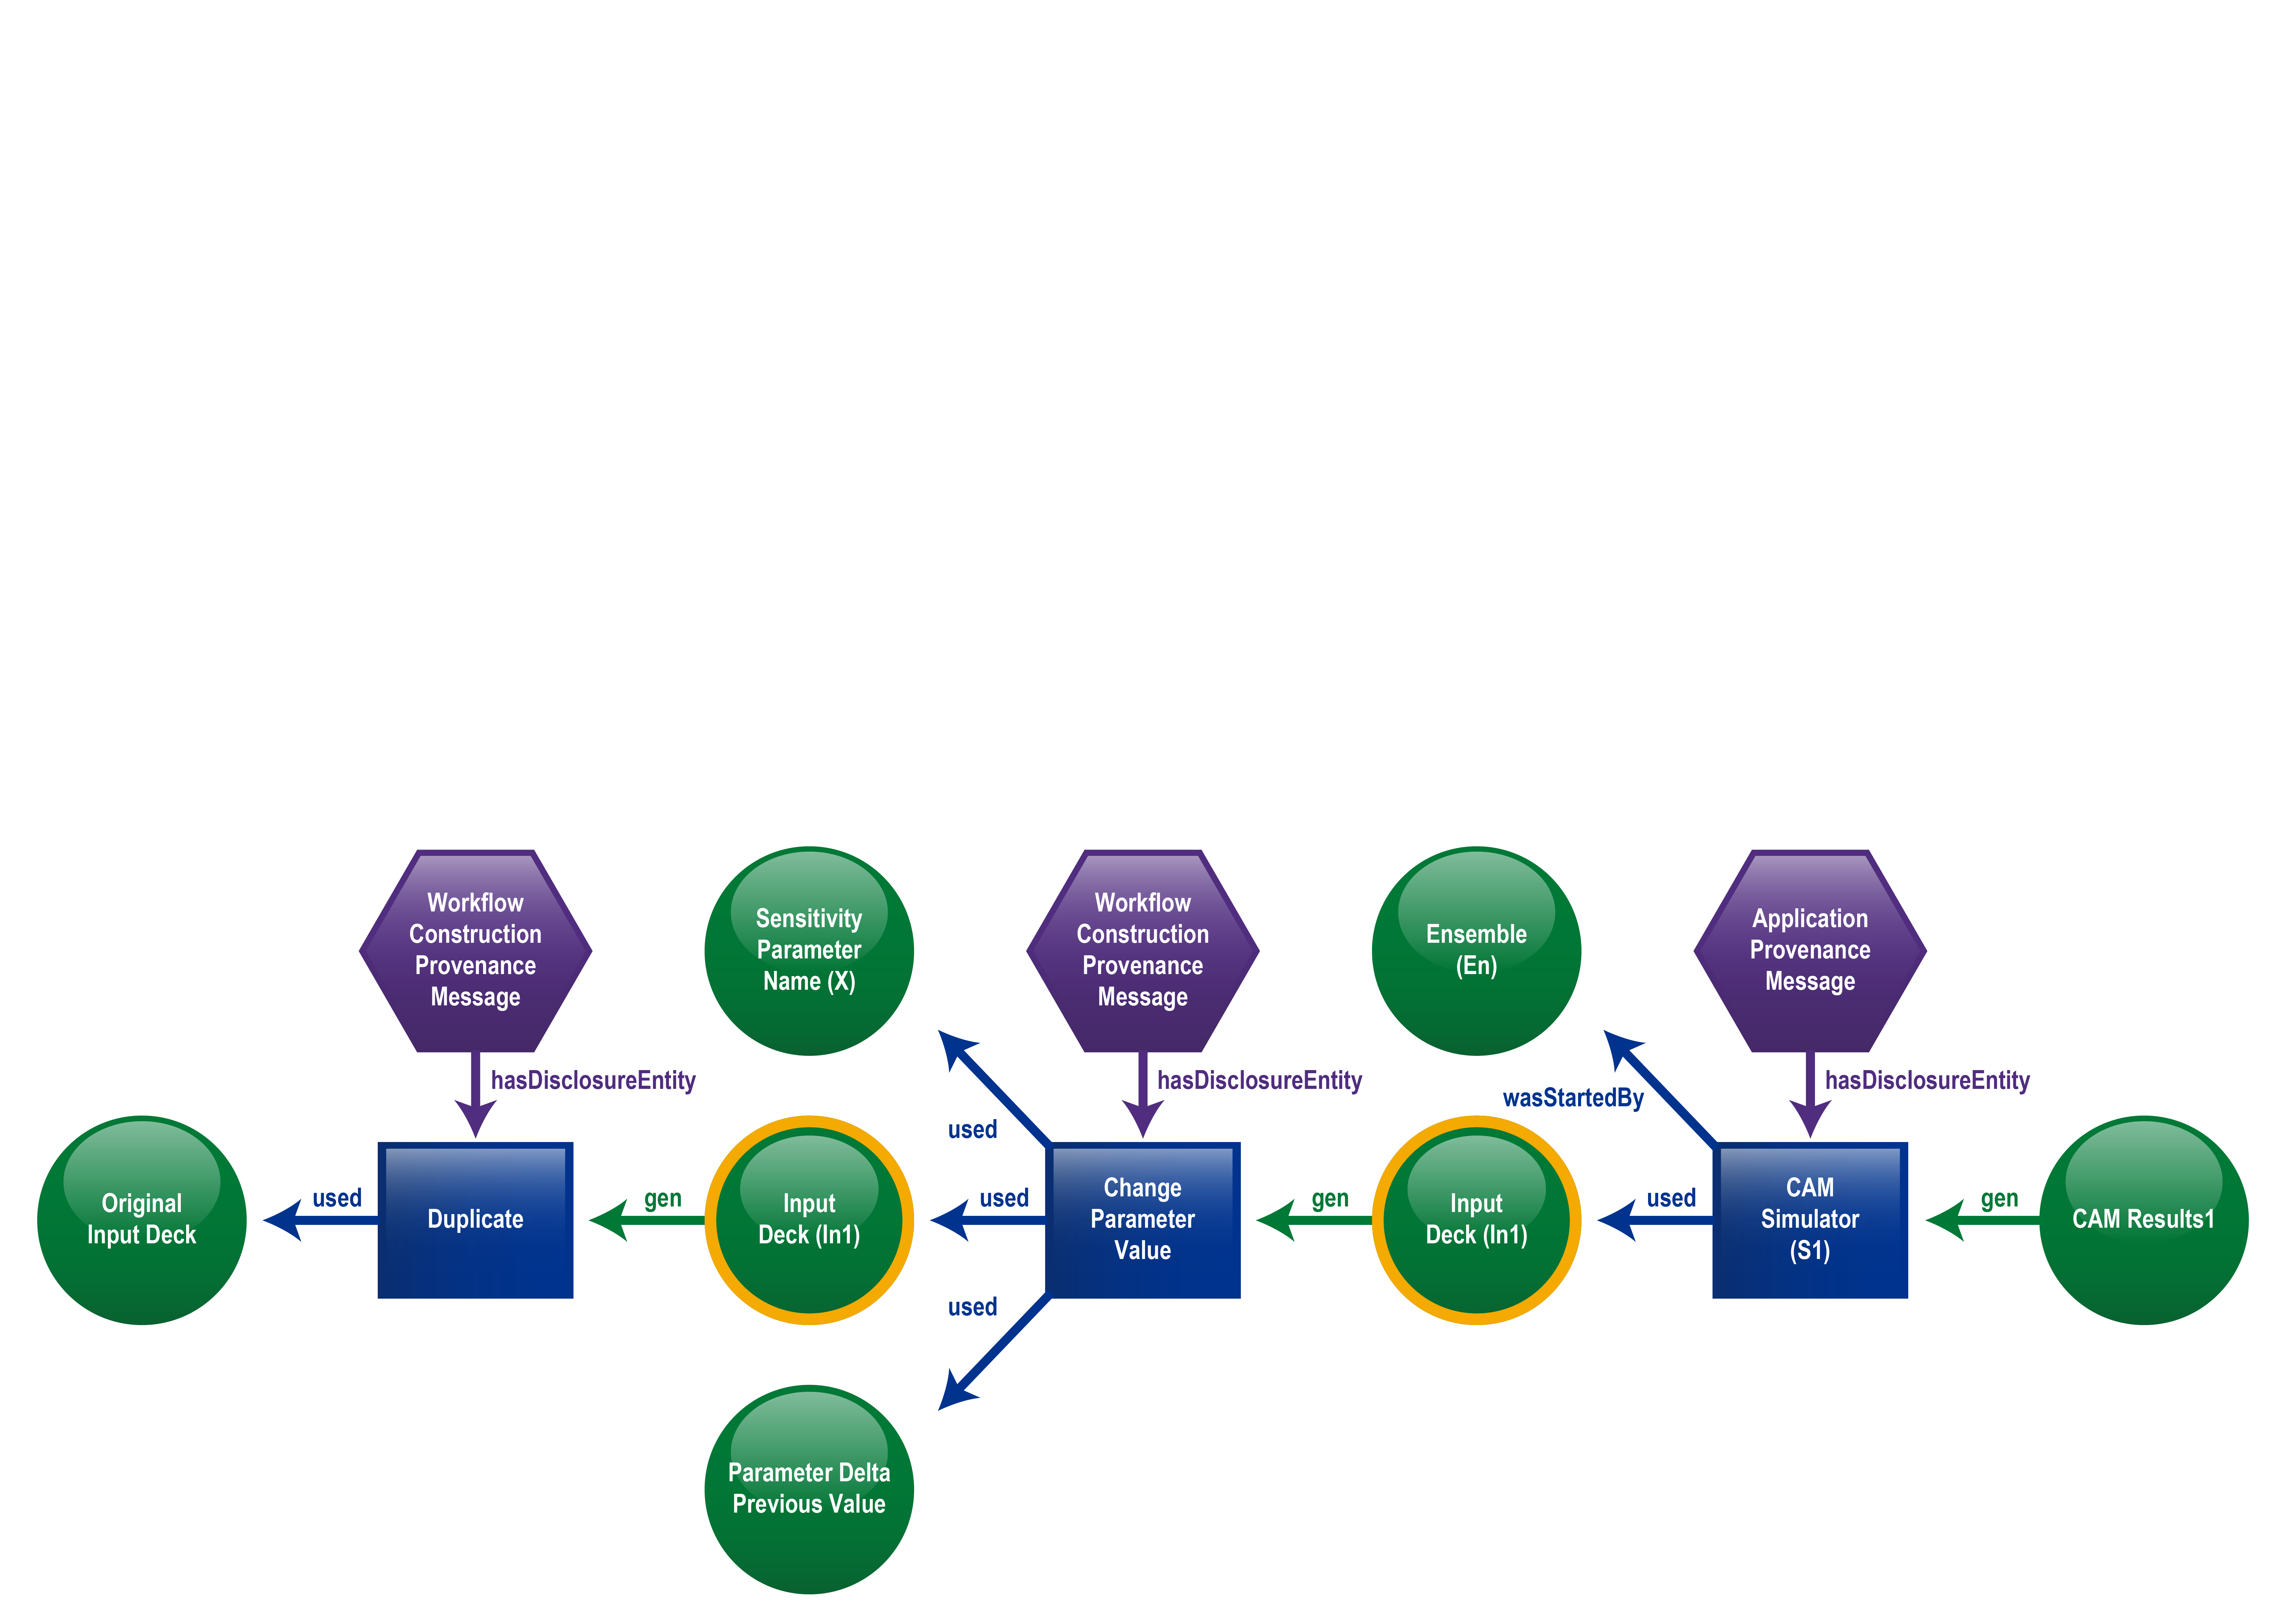 Workflow
Construction
Provenance
Message
Sensitivity
Parameter
Name (X)
Workflow
Construction
Provenance
Message
Ensemble
(En)
Application
Provenance
Message
hasDisclosureEntity
hasDisclosureEntity
hasDisclosureEntity
wasStartedBy
used
Original
Input Deck
used
Duplicate
gen
Input
Deck (In1)
used
Change
Parameter
Value
gen
Input
Deck (In1)
used
CAM
Simulator
(S1)
gen
CAM Results1
used
Parameter Delta
Previous Value